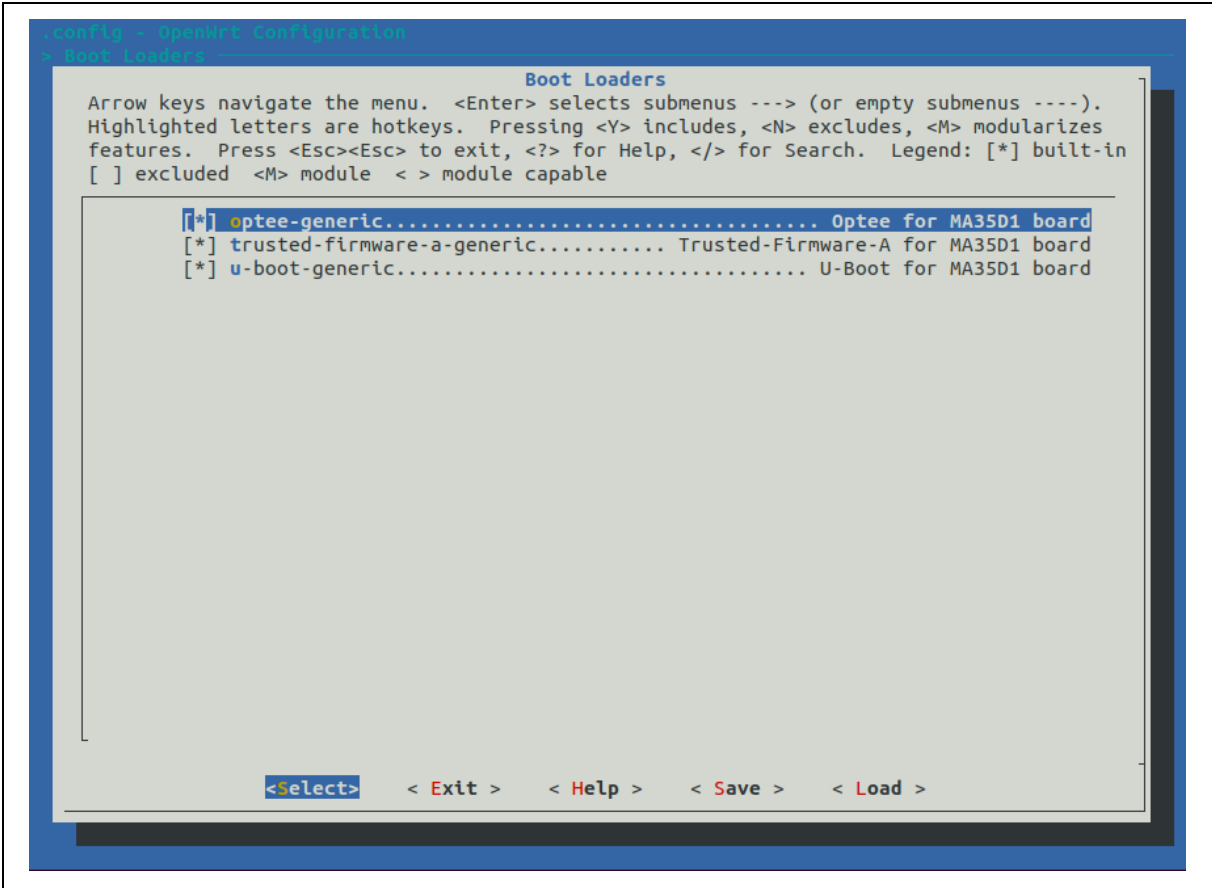 .config - OpenWrt Configuration
> Boot Loaders
Boot Loaders
Arrow keys navigate the menu.  <Enter> selects submenus ---> (or empty submenus ----).
Highlighted letters are hotkeys.  Pressing <Y> includes, <N> excludes, <M> modularizes
features.  Press <Esc><Esc> to exit, <?> for Help, </> for Search.  Legend: [*] built-in
[ ] excluded  <M> module  < > module capable
[*] optee-generic..................................... Optee for MA35D1 board
[*] trusted-firmware-a-generic........... Trusted-Firmware-A for MA35D1 board
[*] u-boot-generic................................... U-Boot for MA35D1 board
<Select>    < Exit >    < Help >    < Save >    < Load >